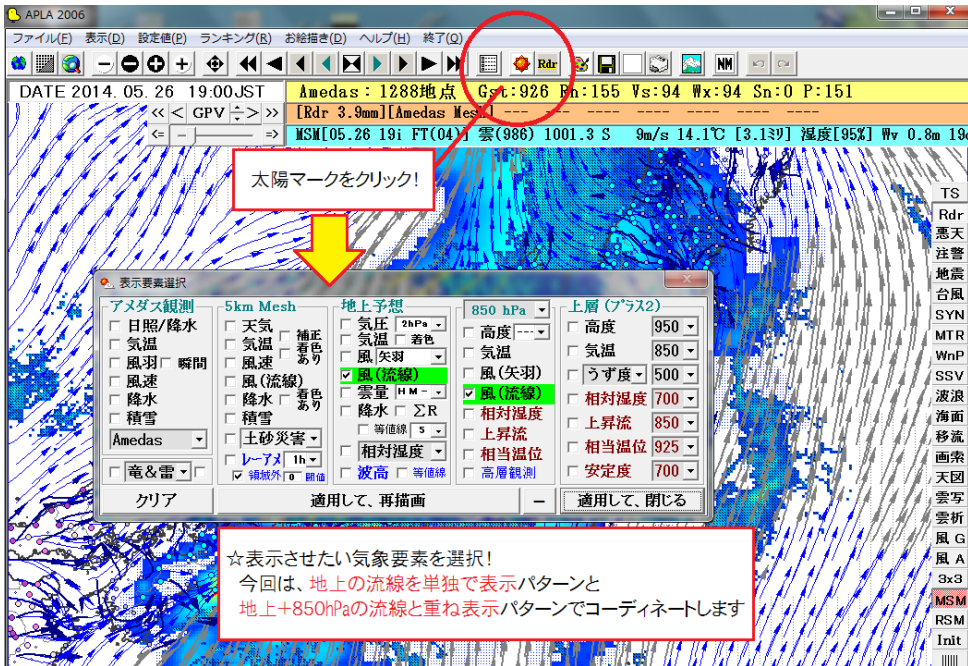 APLA 2006
ファイル(F) 表示(D) 設定値(P) ランキング(R) お絵描き(D) ヘルプ(H) 終了(Q)
Rdr
NM
DATE 2014. 05. 26 19:00JST
Amedas : 1288地点 Gst:926 Rh:155 Vs:94 Wx:94 Sn:0 P:151
<< < GPV > >>
[Rdr 3.9mm][Amedas Mesh] --- --- --- --- --- ---
<= =>
MSM[05.26 19i FT(04)] 雲(986) 1001.3 S 9m/s 14.1℃ [3.1ﾐﾘ] 湿度[95%] Wv 0.8m
太陽マークをクリック!
TS
Rdr
悪天
注警
地震
台風
SYN
MTR
WnP
SSV
波浪
海面
移流
画索
天図
雲写
雲析
風 G
風 A
3x3
MSM
RSM
Init
表示要素選択
アメダス観測
日照/降水
気温
風羽 瞬間
風速
降水
積雪
Amedas
竜&雷
クリア
5km Mesh
天気
気温 補正
着色
あり
風速
風(流線)
降水 着色
あり
積雪
土砂災害
レーアメ 1h
領域外 0 閾値
地上予想
気圧 2hPa
気温 着色
風 矢羽
風(流線)
雲量 HM-
降水 ΣR
等値線 5
相対湿度
波高 等値線
850 hPa
高度 ---
気温
風(矢羽)
風(流線)
相対湿度
上昇流
相当温位
高層観測
上層 (プラス2)
高度 950
気温 850
うず度 500
相対湿度 700
上昇流 850
相当温位 925
安定度 700
適用して、再描画
－
適用して、閉じる
☆表示させたい気象要素を選択!
今回は、地上の流線を単独で表示パターンと
地上+850hPaの流線と重ね表示パターンでコーディネートします